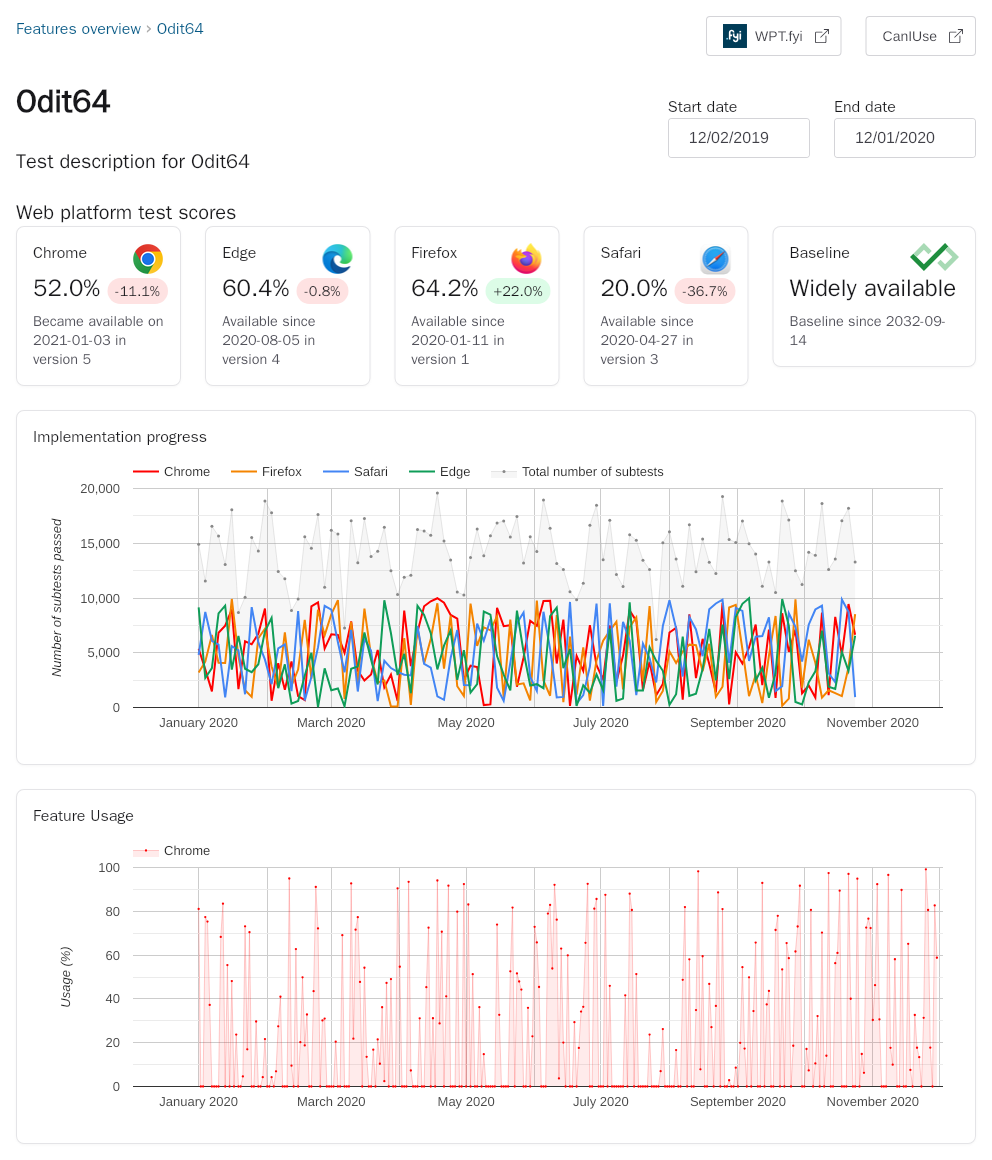 Features overview › Odit64
.fyi WPT.fyi
CanIUse
Odit64
Start date
End date
12/02/2019
12/01/2020
Test description for Odit64
Web platform test scores
Chrome
52.0% -11.1%
Became available on
2021-01-03 in
version 5
Edge
60.4% -0.8%
Available since
2020-08-05 in
version 4
Firefox
64.2% +22.0%
Available since
2020-01-11 in
version 1
Safari
20.0% -36.7%
Available since
2020-04-27 in
version 3
Baseline
Widely available
Baseline since 2032-09-
14
Implementation progress
Chrome Firefox Safari Edge Total number of subtests
Number of subtests passed
20,000
15,000
10,000
5,000
0
January 2020 March 2020 May 2020 July 2020 September 2020 November 2020
Feature Usage
Chrome
Usage (%)
100
80
60
40
20
0
January 2020 March 2020 May 2020 July 2020 September 2020 November 2020